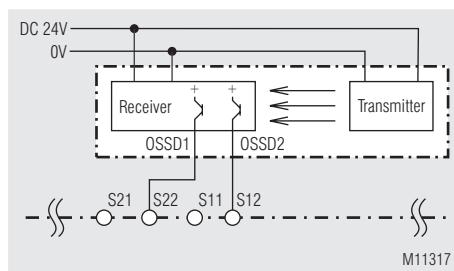 DC 24V
0V
Receiver
+ +
Transmitter
OSSD1 OSSD2
S21 S22 S11 S12
M11317